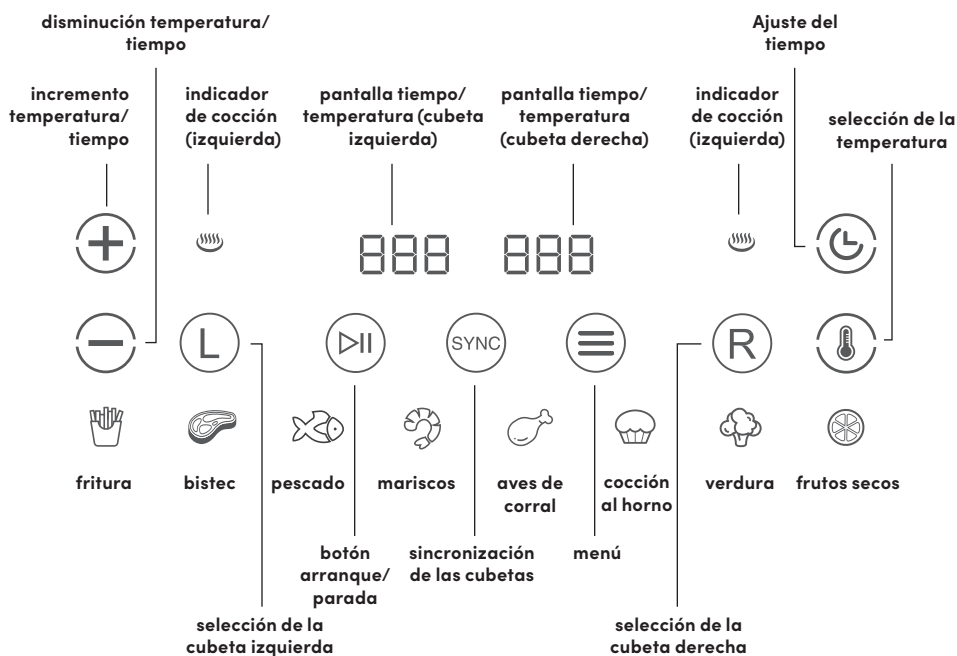 disminución temperatura/
tiempo
Ajuste del
tiempo
incremento
temperatura/
tiempo
indicador
de cocción
(izquierda)
pantalla tiempo/
temperatura (cubeta
izquierda)
pantalla tiempo/
temperatura
(cubeta derecha)
indicador
de cocción
(izquierda)
selección de la
temperatura
888
888
L
SYNC
R
fritura
bistec
pescado
mariscos
aves de
corral
cocción
al horno
verdura
frutos secos
botón
arranque/
parada
sincronización
de las cubetas
menú
selección de la
cubeta izquierda
selección de la
cubeta derecha